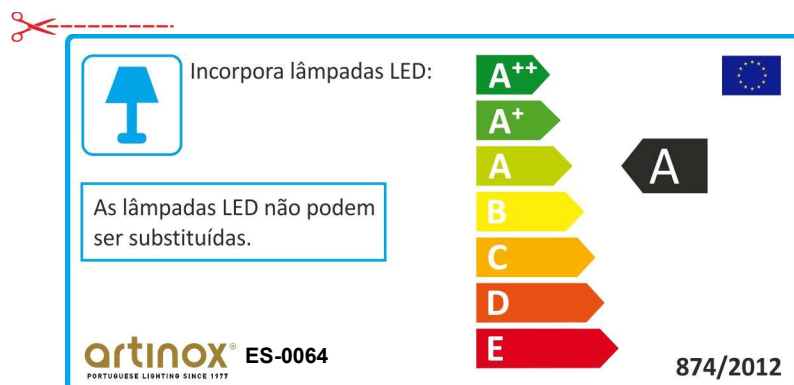 Incorpora lâmpadas LED:
As lâmpadas LED não podem
ser substituídas.
artinox® ES-0064
PORTUGUESE LIGHTING SINCE 1977
A++
A+
A
B
C
D
E
A
874/2012